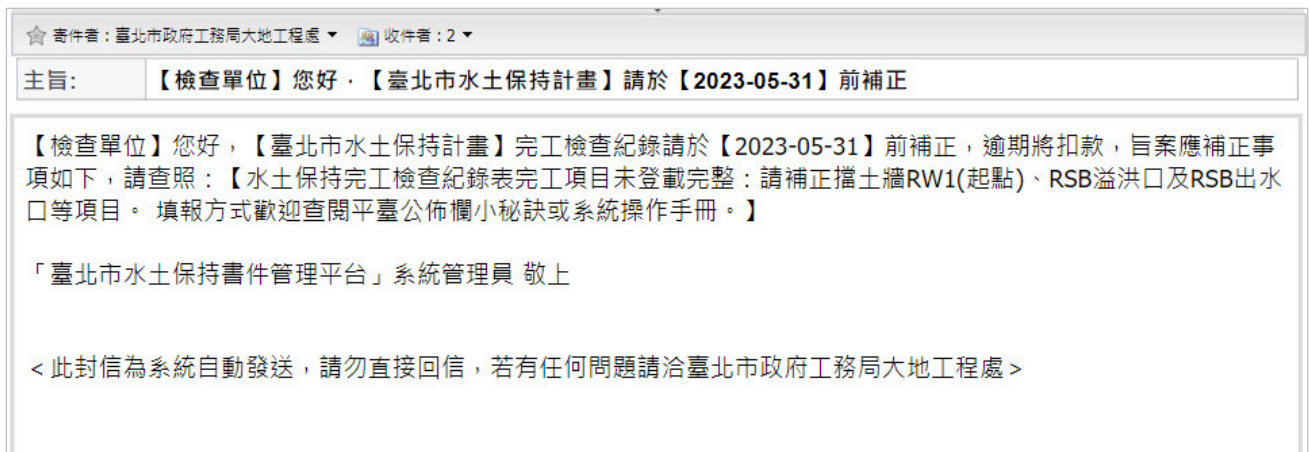 寄件者：臺北市政府工務局大地工程處 收件者：2
主旨: 【檢查單位】您好，【臺北市水土保持計畫】請於【2023-05-31】前補正
【檢查單位】您好，【臺北市水土保持計畫】完工檢查紀錄請於【2023-05-31】前補正，逾期將扣款，旨案應補正事
項如下，請查照：【水土保持完工檢查紀錄表完工項目未登載完整：請補正擋土牆RW1(起點)、RSB溢洪口及RSB出水
口等項目。 填報方式歡迎查閱平臺公佈欄小秘訣或系統操作手冊。】
「臺北市水土保持書件管理平台」系統管理員 敬上
<此封信為系統自動發送，請勿直接回信，若有任何問題請洽臺北市政府工務局大地工程處>